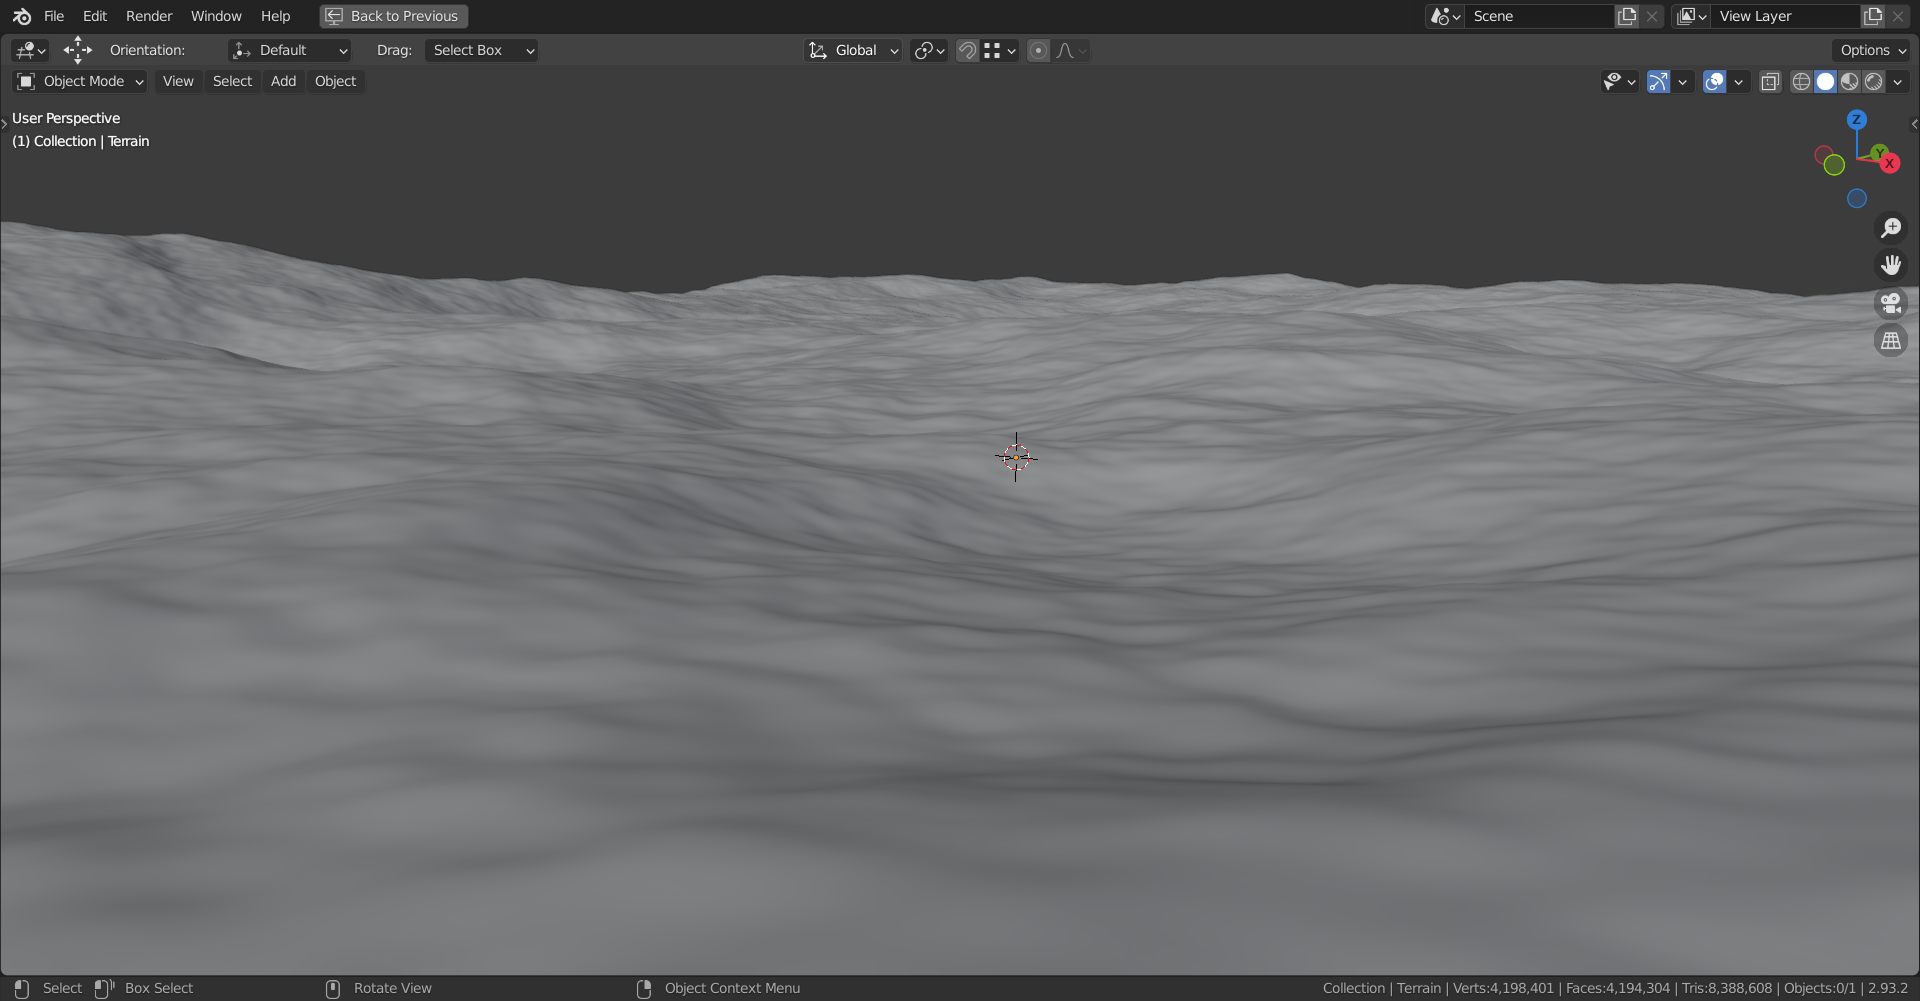 File Edit Render Window Help Back to Previous Scene View Layer
Orientation: Default Drag: Select Box Global Options
Object Mode View Select Add Object
User Perspective
(1) Collection | Terrain
Z
Y
X
Select Box Select Rotate View Object Context Menu Collection | Terrain | Verts:4,198,401 | Faces:4,194,304 | Tris:8,388,608 | Objects:0/1 | 2.93.2